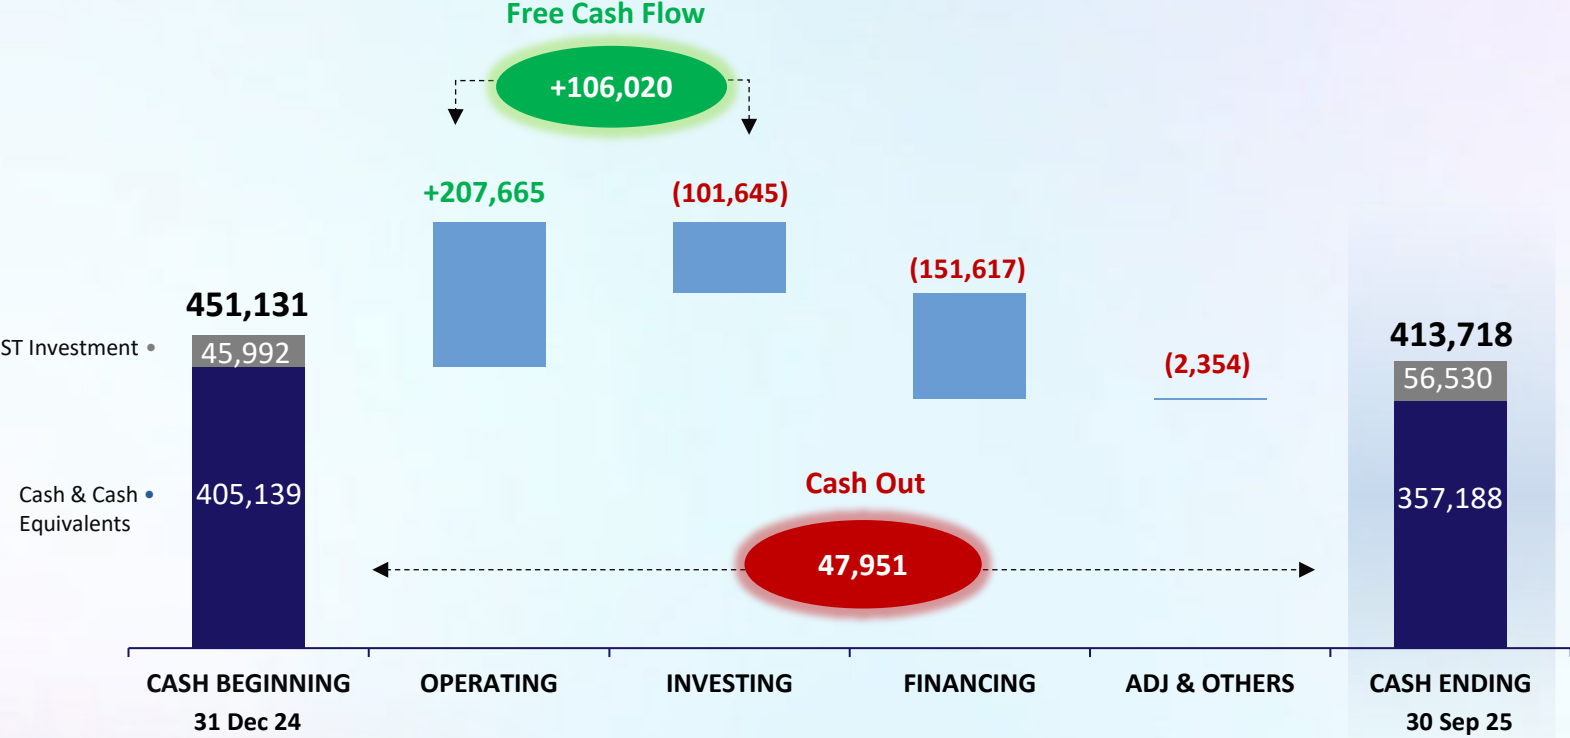 Free Cash Flow
+106,020
+207,665
(101,645)
(151,617)
(2,354)
451,131
ST Investment •
45,992
Cash & Cash •
Equivalents
405,139
413,718
56,530
357,188
Cash Out
47,951
CASH BEGINNING
31 Dec 24
OPERATING
INVESTING
FINANCING
ADJ & OTHERS
CASH ENDING
30 Sep 25